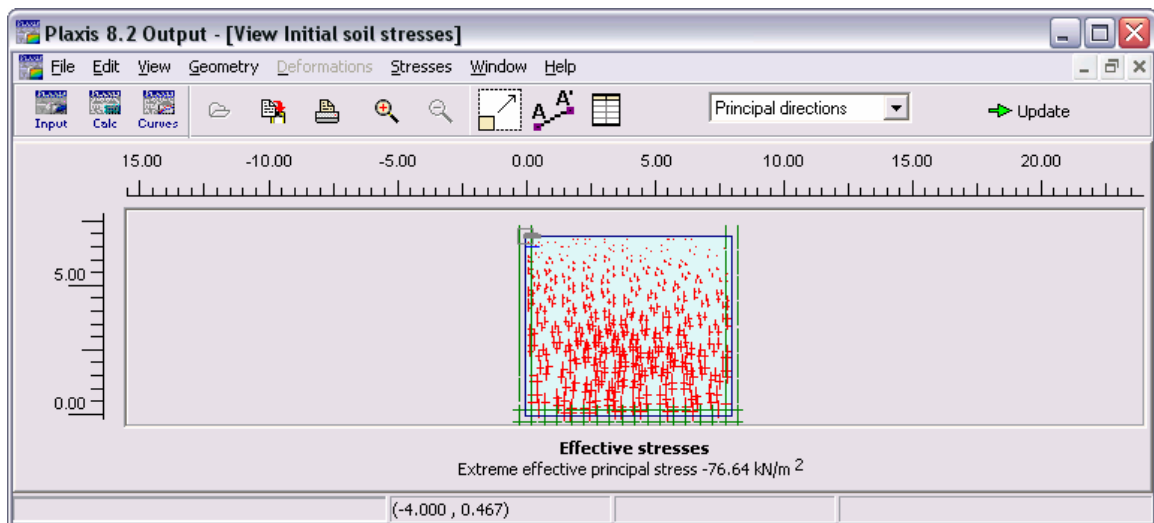 Plaxis 8.2 Output - [View Initial soil stresses]
File Edit View Geometry Deformations Stresses Window Help
Input Calc Curves A A' Principal directions Update
15.00 -10.00 -5.00 0.00 5.00 10.00 15.00 20.00
5.00
0.00
Effective stresses
Extreme effective principal stress -76.64 kN/m 2
(-4.000 , 0.467)